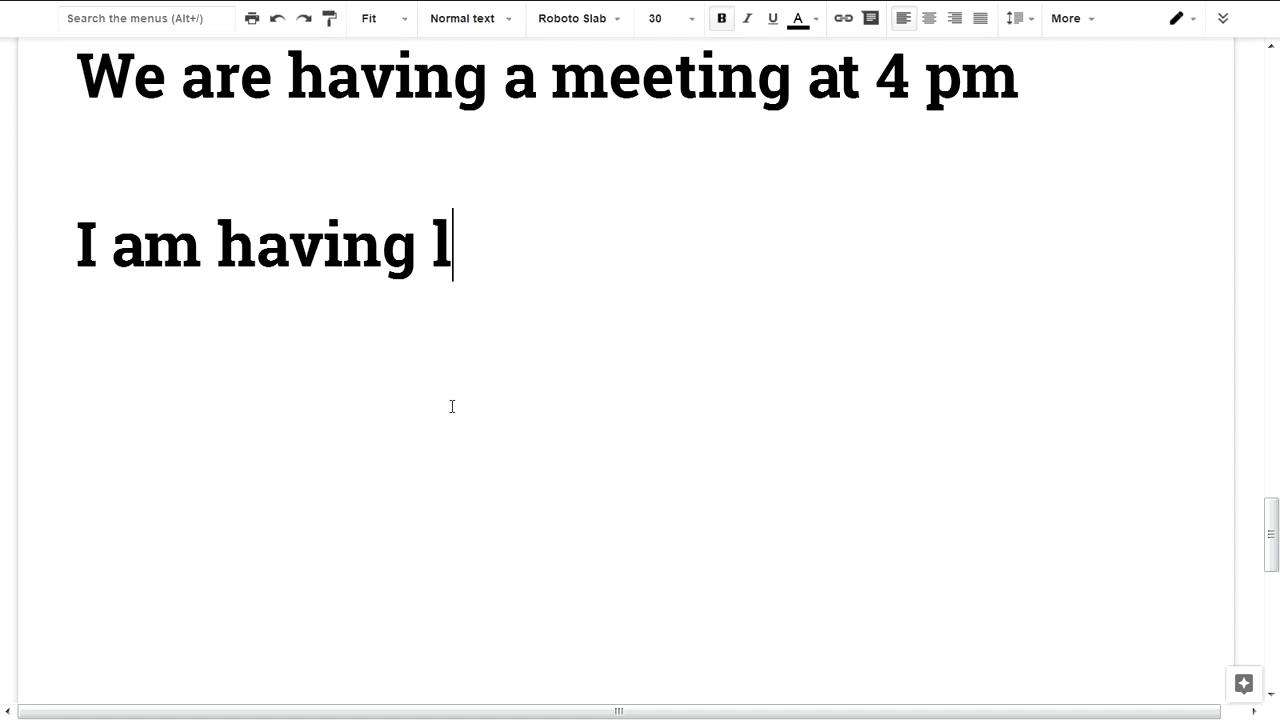 Search the menus (Alt+/) Fit Normal text Roboto Slab 30 B I U A More
We are having a meeting at 4 pm
I am having l